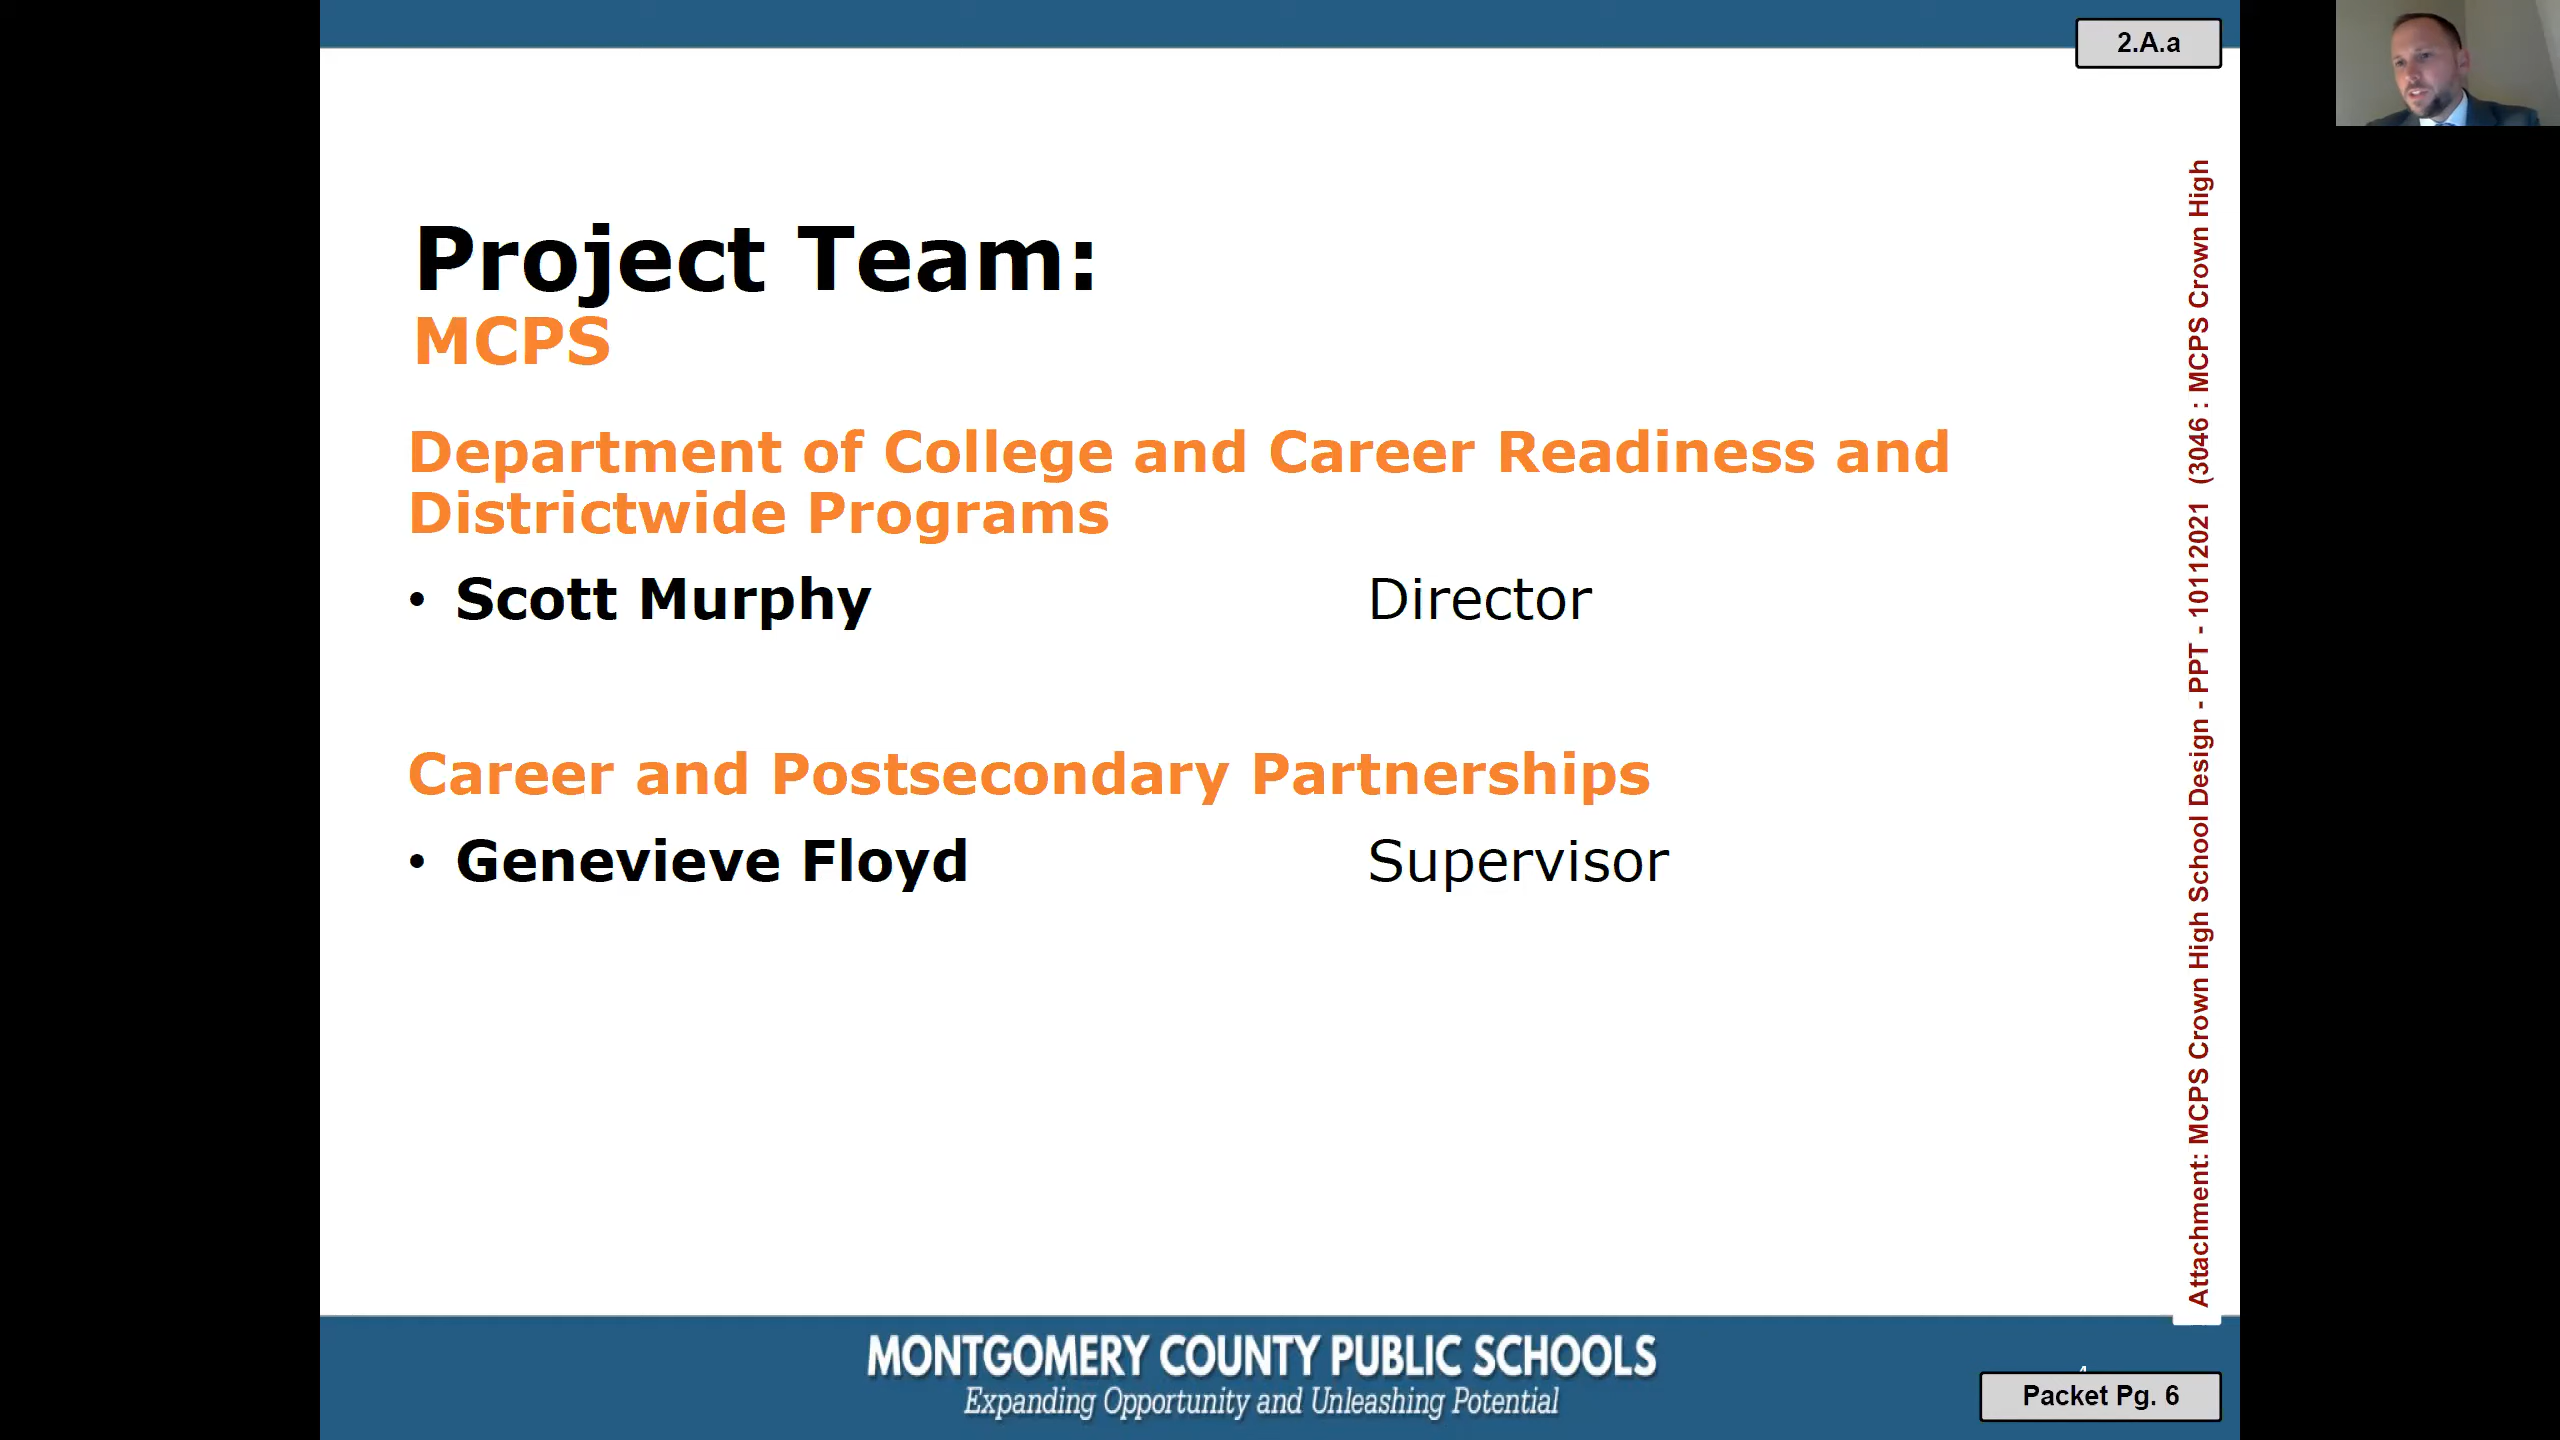 2.A.a
Project Team:
MCPS
Department of College and Career Readiness and
Districtwide Programs
• Scott Murphy Director
Career and Postsecondary Partnerships
• Genevieve Floyd Supervisor
Attachment: MCPS Crown High School Design - PPT - 10112021 (3046 : MCPS Crown High
MONTGOMERY COUNTY PUBLIC SCHOOLS
Expanding Opportunity and Unleashing Potential
Packet Pg. 6